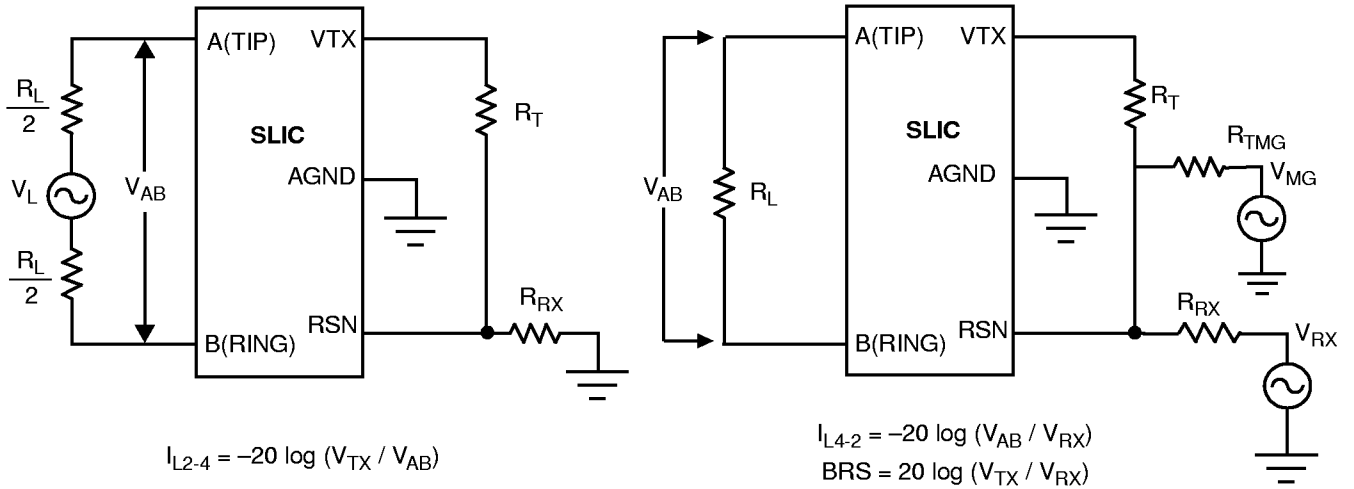 A(TIP)
VTX
R_L
2
R_T
SLIC
V_L
V_AB
AGND
R_L
2
R_RX
RSN
B(RING)
I_L2-4 = –20 log (V_TX / V_AB)
A(TIP)
VTX
R_T
SLIC
R_TMG
V_MG
AGND
V_AB
R_L
R_RX
RSN
V_RX
B(RING)
I_L4-2 = –20 log (V_AB / V_RX)
BRS = 20 log (V_TX / V_RX)